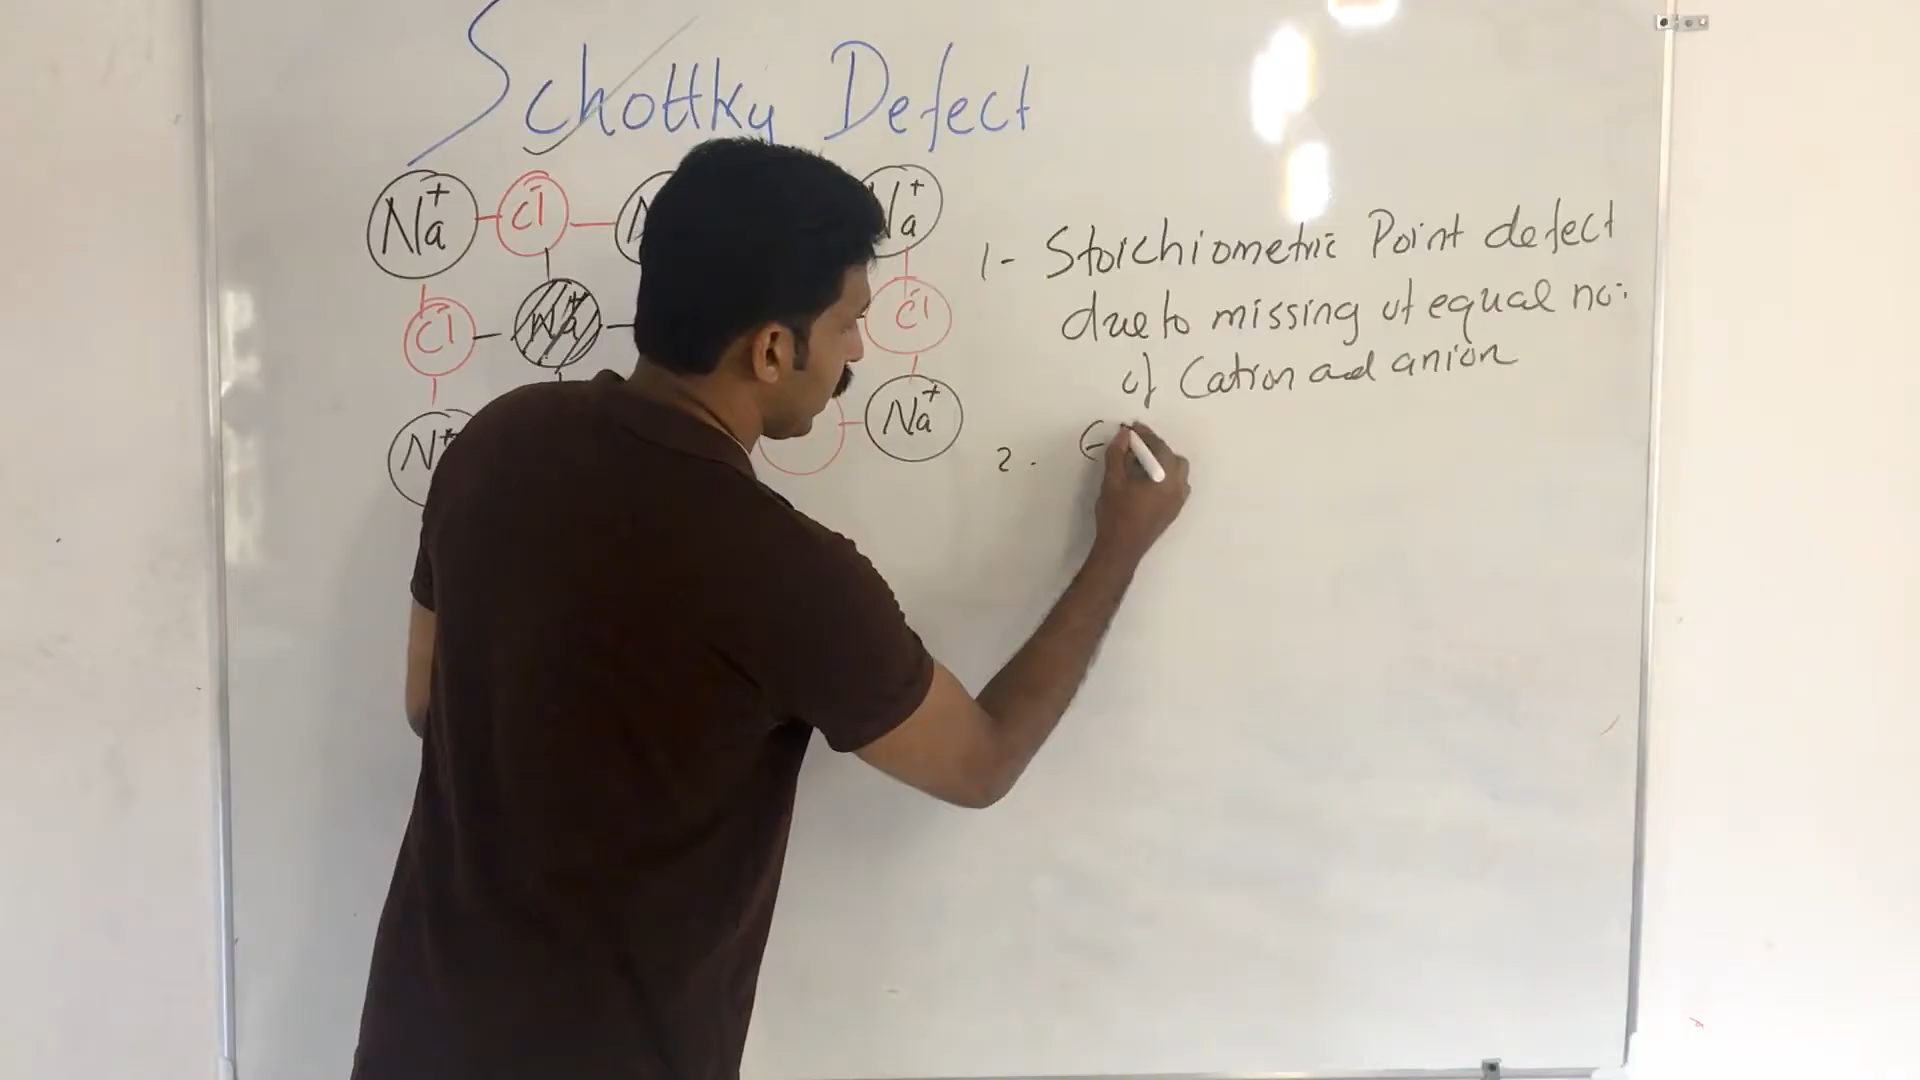 Schottky Defect
Na+ Cl- N Na+
Cl- Na+ Cl-
N+ Na+
1- Stoichiometric Point defect
due to missing of equal no:
of Cation and anion
2.